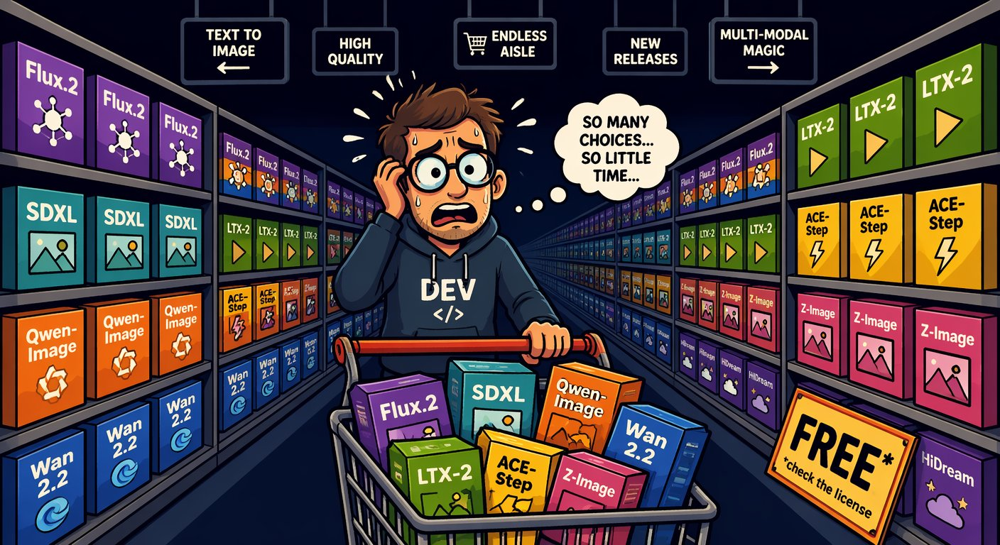 TEXT TO
IMAGE
←
HIGH
QUALITY
ENDLESS
AISLE
NEW
RELEASES
MULTI-MODAL
MAGIC
→
SO MANY
CHOICES...
SO LITTLE
TIME...
Flux.2
Flux.2
Flux.2
SDXL
SDXL
SDXL
Qwen-
Image
Qwen-
Image
Qwen-
Image
Wan
2.2
Wan
2.2
Wan
2.2
Flux.2
Flux.2
Flux.2
Flux.2
LTX-2
LTX-2
LTX-2
LTX-2
ACE-
Step
ACE-
Step
Wan
2.2
Wan
2.2
Wan
2.2
DEV
</>
Flux.2
SDXL
Qwen-
Image
Wan
2.2
LTX-2
ACE-
Step
Z-Image
Flux.2
Flux.2
Flux.2
Flux.2
LTX-2
LTX-2
LTX-2
LTX-2
Z-Image
Z-Image
Z-Image
Z-Image
HiDream
HiDream
HiDream
LTX-2
LTX-2
LTX-2
ACE-
Step
ACE-
Step
ACE-
Step
Z-Image
Z-Image
Z-Image
FREE*
*check the license
HiDream